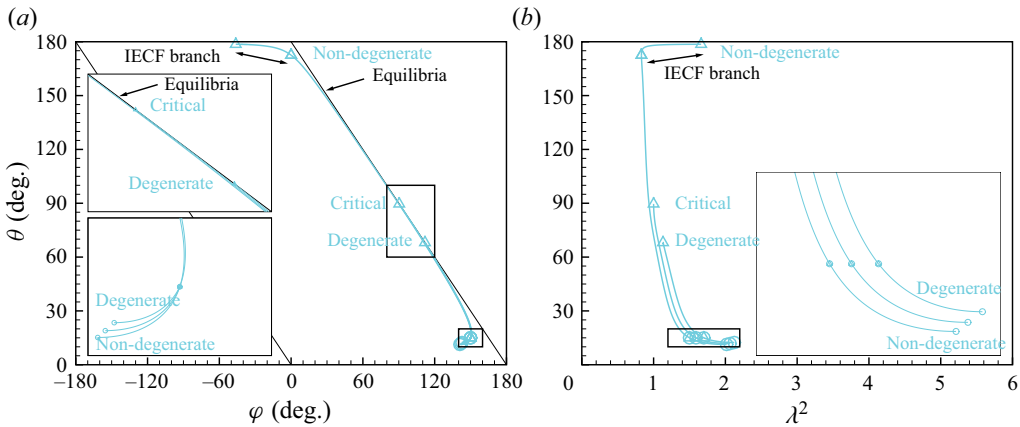 (a)
180
150
120
90
60
30
0
θ (deg.)
−180
−120
−60
0
60
120
180
φ (deg.)
IECF branch
Non-degenerate
Equilibria
Equilibria
Critical
Degenerate
Critical
Degenerate
Degenerate
Non-degenerate
(b)
180
150
120
90
60
30
0
1
2
3
4
5
6
λ²
Non-degenerate
IECF branch
Critical
Degenerate
Degenerate
Non-degenerate